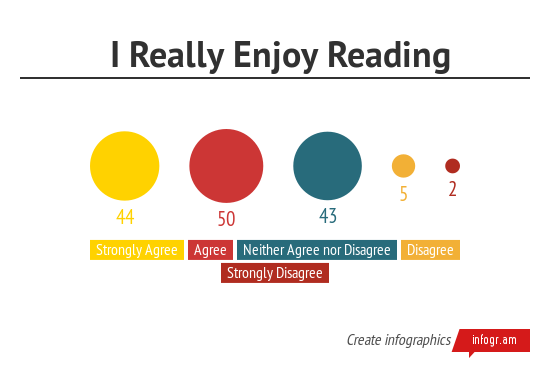 I Really Enjoy Reading
44
50
43
5
2
Strongly Agree Agree Neither Agree nor Disagree Disagree
Strongly Disagree
Create infographics infogr.am